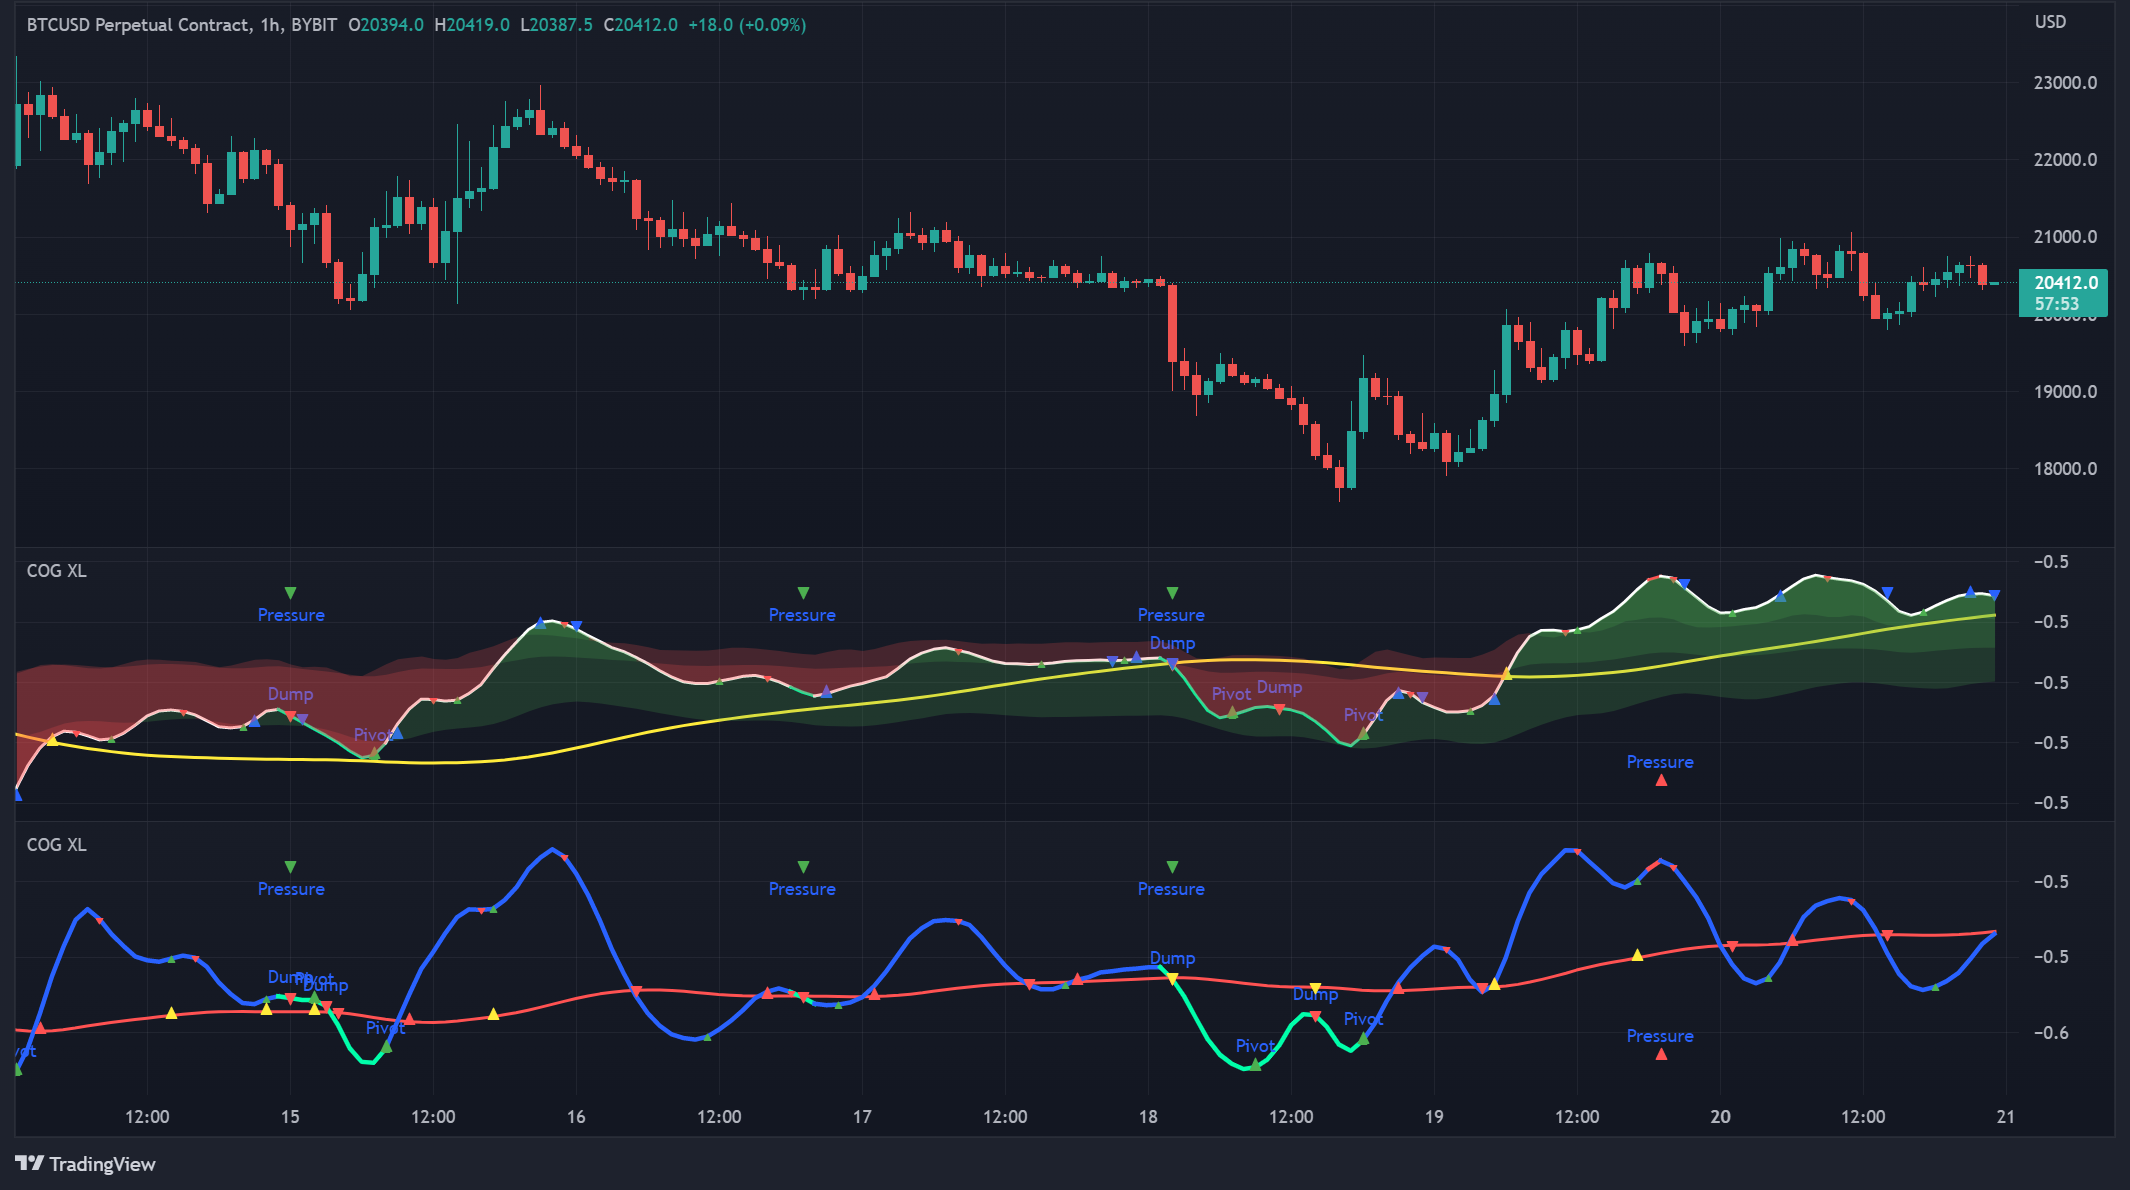 BTCUSD Perpetual Contract, 1h, BYBIT O20394.0 H20419.0 L20387.5 C20412.0 +18.0 (+0.09%)
USD
23000.0
22000.0
21000.0
20412.0
57:53
20000.0
19000.0
18000.0
COG XL
−0.5
Pressure
Pressure
Pressure
−0.5
Dump
Dump
Pivot
Dump
−0.5
Pivot
Pivot
−0.5
Pressure
−0.5
COG XL
−0.5
Pressure
Pressure
Pressure
Dump
−0.5
Dump
Pivot
Dump
Dump
Pivot
Pivot
−0.6
Pressure
Pivot
12:00
15
12:00
16
12:00
17
12:00
18
12:00
19
12:00
20
12:00
21
TradingView